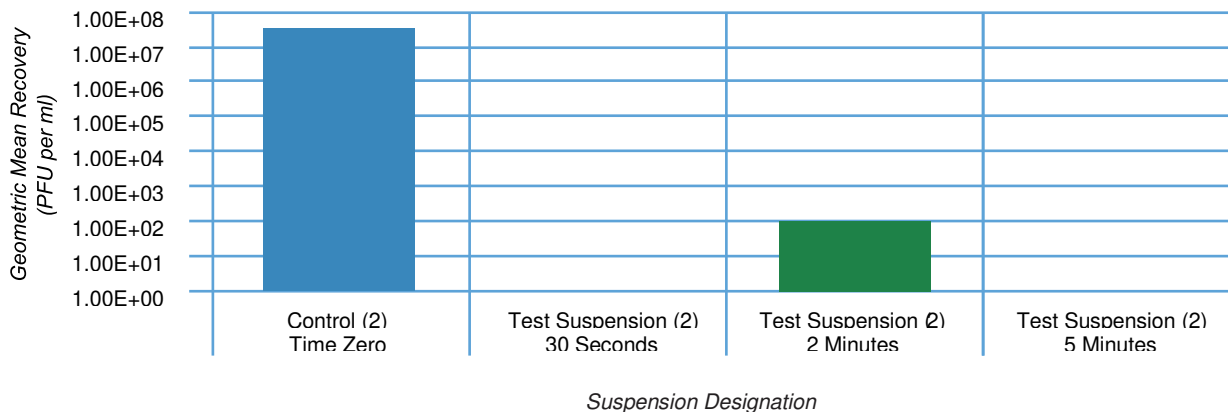 Geometric Mean Recovery
(PFU per ml)
1.00E+08
1.00E+07
1.00E+06
1.00E+05
1.00E+04
1.00E+03
1.00E+02
1.00E+01
1.00E+00
Control (2)
Time Zero
Test Suspension (2)
30 Seconds
Test Suspension (2)
2 Minutes
Test Suspension (2)
5 Minutes
Suspension Designation